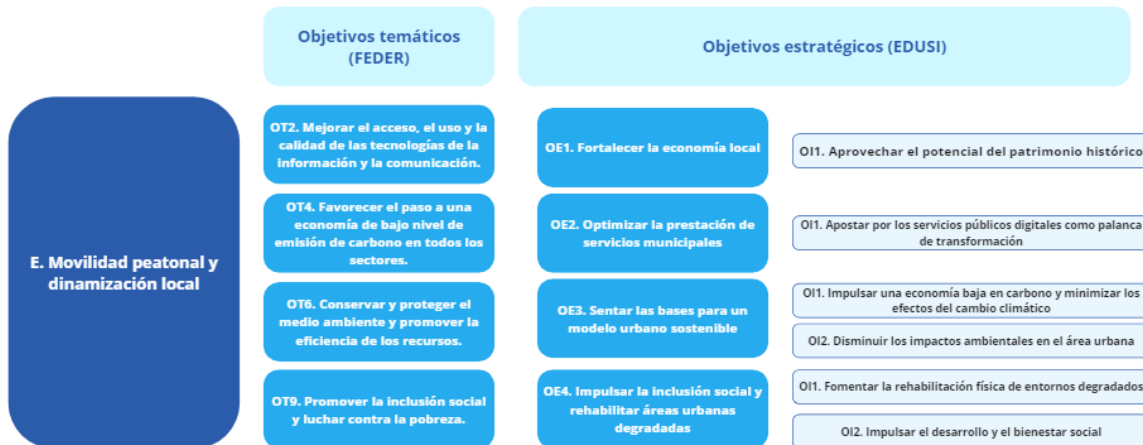 Objetivos temáticos
(FEDER)
Objetivos estratégicos (EDUSI)
E. Movilidad peatonal y
dinamización local
OT2. Mejorar el acceso, el uso y la
calidad de las tecnologías de la
información y la comunicación.
OE1. Fortalecer la economía local
OI1. Aprovechar el potencial del patrimonio histórico
OT4. Favorecer el paso a una
economía de bajo nivel de
emisión de carbono en todos los
sectores.
OE2. Optimizar la prestación de
servicios municipales
OI1. Apostar por los servicios públicos digitales como palanca
de transformación
OT6. Conservar y proteger el
medio ambiente y promover la
eficiencia de los recursos.
OE3. Sentar las bases para un
modelo urbano sostenible
OI1. Impulsar una economía baja en carbono y minimizar los
efectos del cambio climático
OI2. Disminuir los impactos ambientales en el área urbana
OT9. Promover la inclusión social
y luchar contra la pobreza.
OE4. Impulsar la inclusión social y
rehabilitar áreas urbanas
degradadas
OI1. Fomentar la rehabilitación física de entornos degradados
OI2. Impulsar el desarrollo y el bienestar social